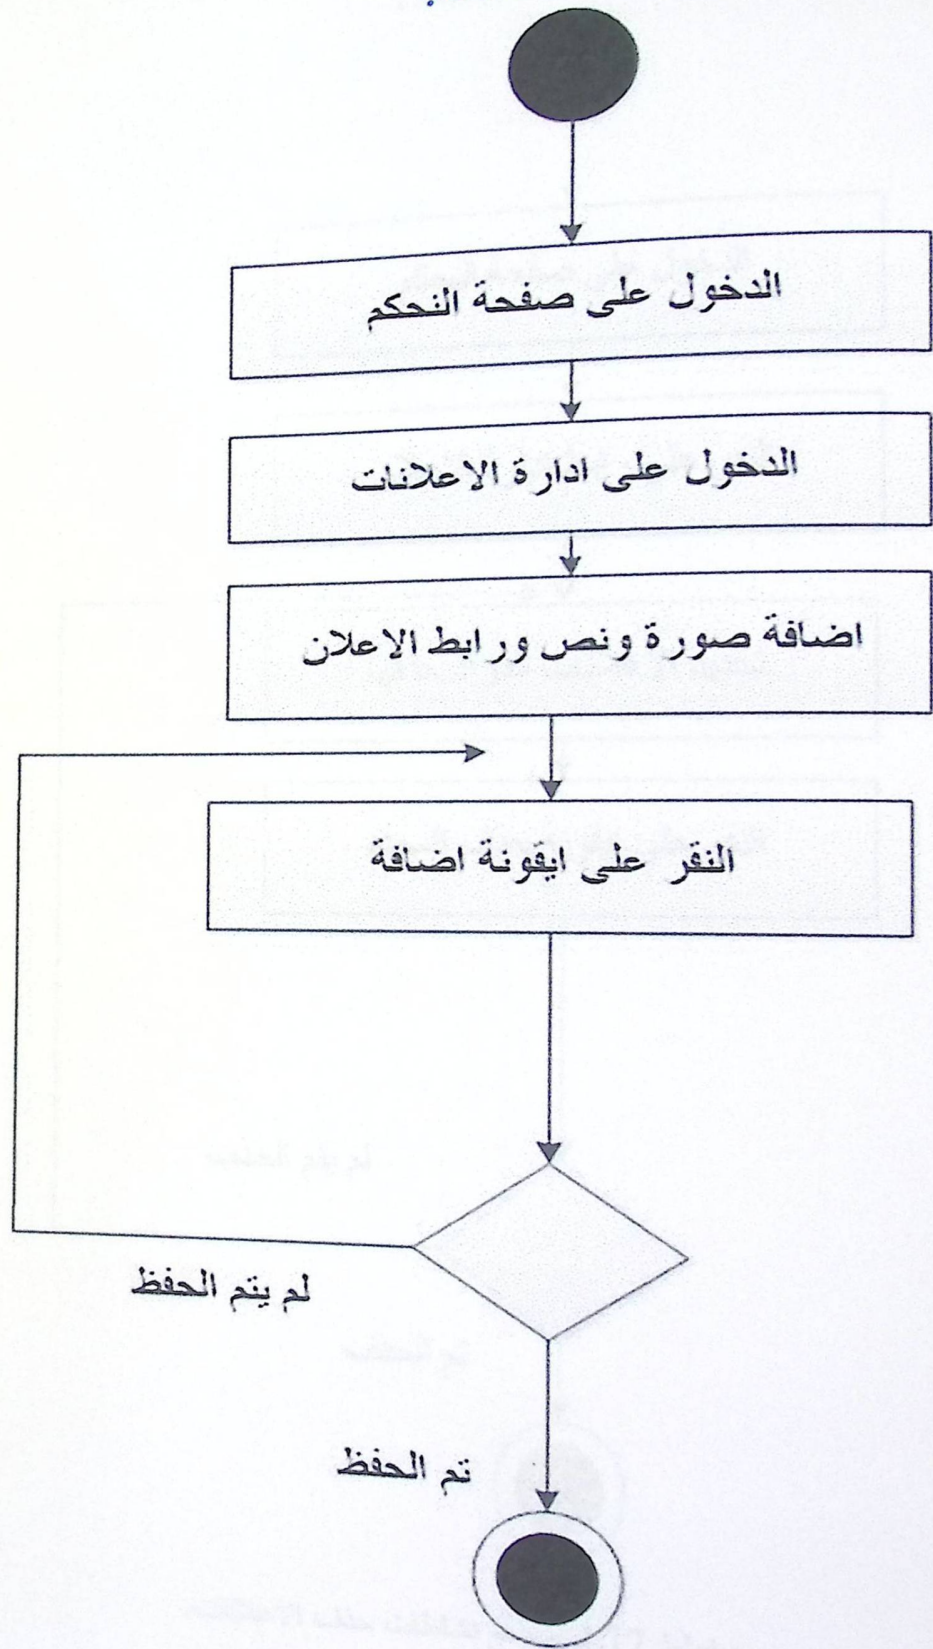 الدخول على صفحة النحكم
الدخول على ادارة الاعلانات
اضافة صورة ونص ورابط الاعلان
النقر على ايقونة اضافة
لم يتم الحفظ
تم الحفظ